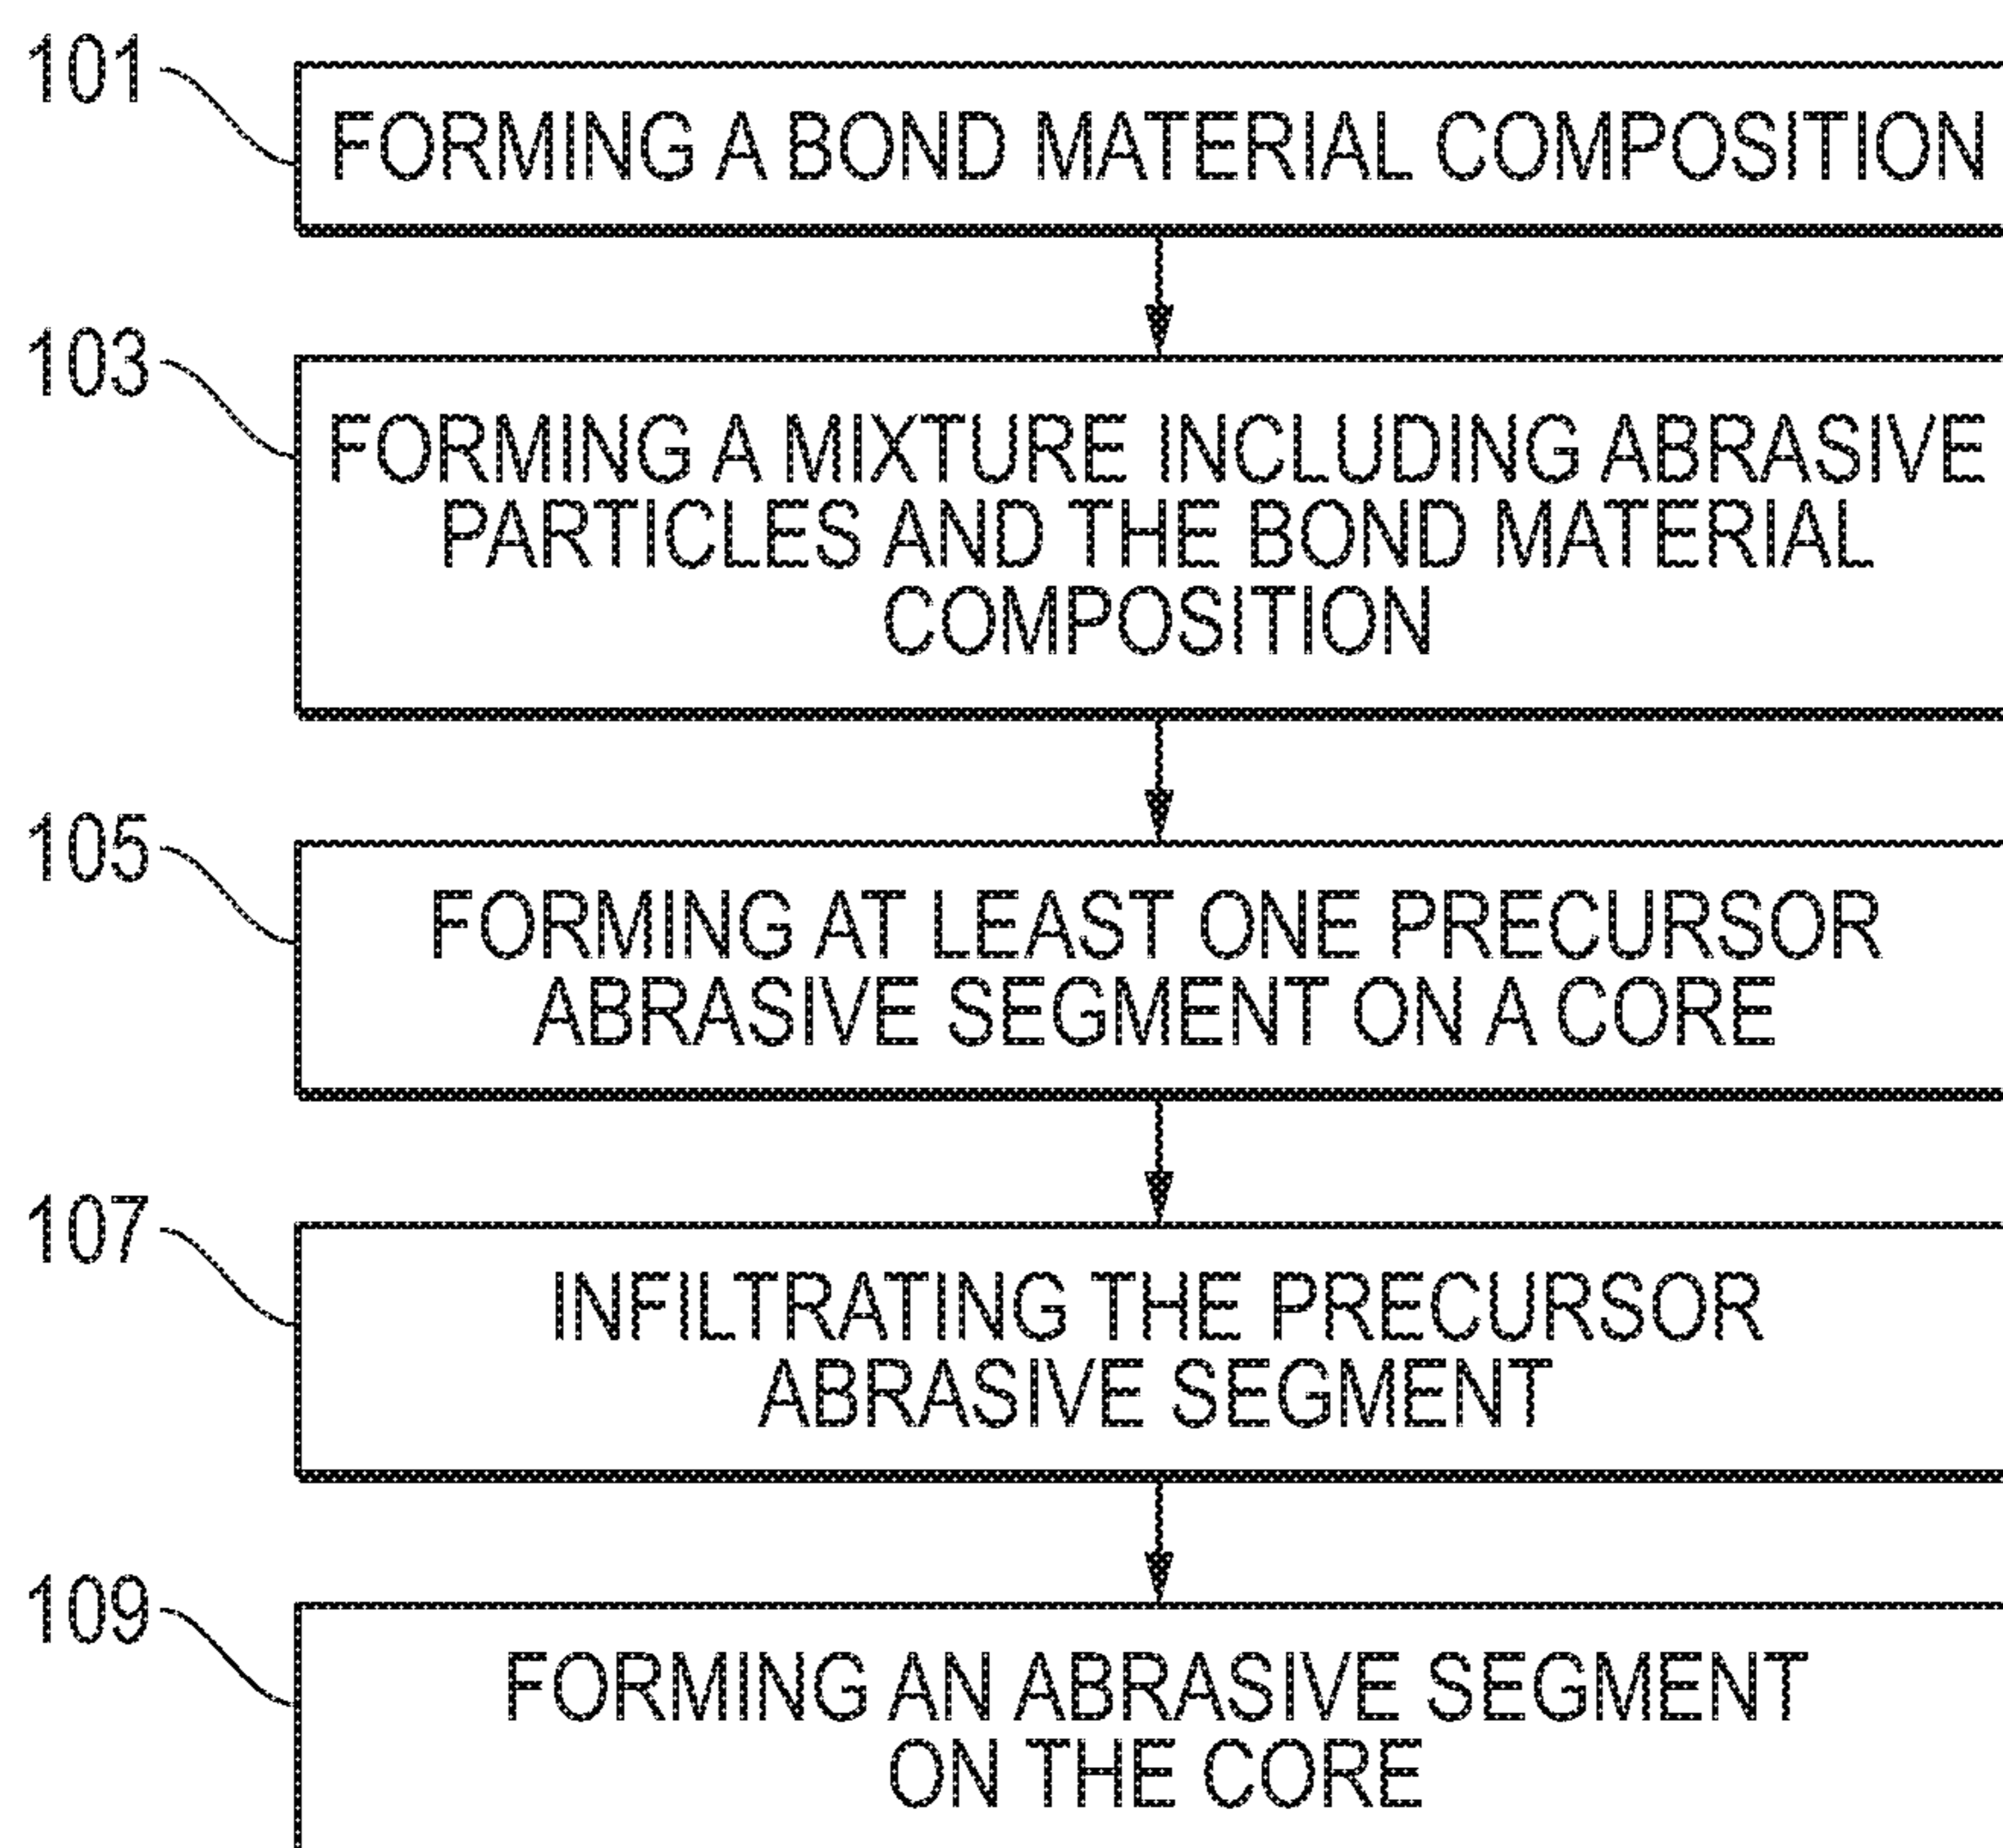 101
FORMING A BOND MATERIAL COMPOSITION
103
FORMING A MIXTURE INCLUDING ABRASIVE
PARTICLES AND THE BOND MATERIAL
COMPOSITION
105
FORMING AT LEAST ONE PRECURSOR
ABRASIVE SEGMENT ON A CORE
107
INFILTRATING THE PRECURSOR
ABRASIVE SEGMENT
109
FORMING AN ABRASIVE SEGMENT
ON THE CORE